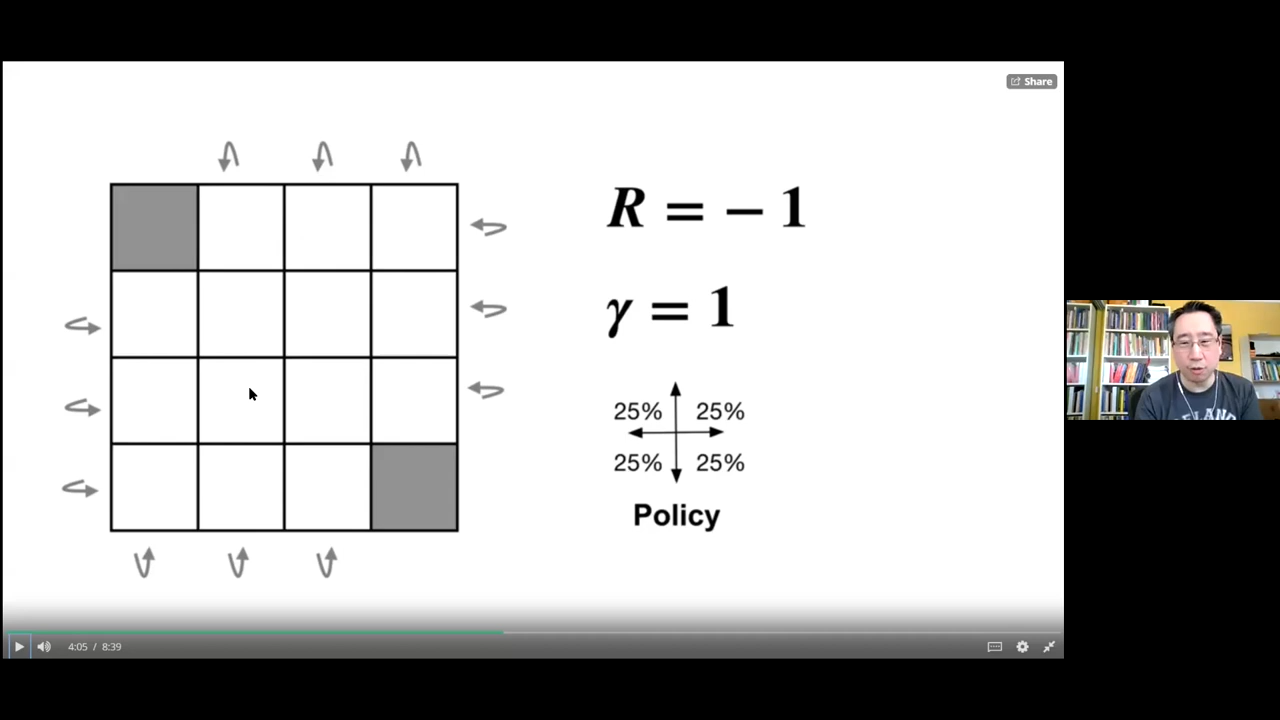 Share
R = − 1
γ = 1
25% 25%
25% 25%
Policy
4:05 / 8:39